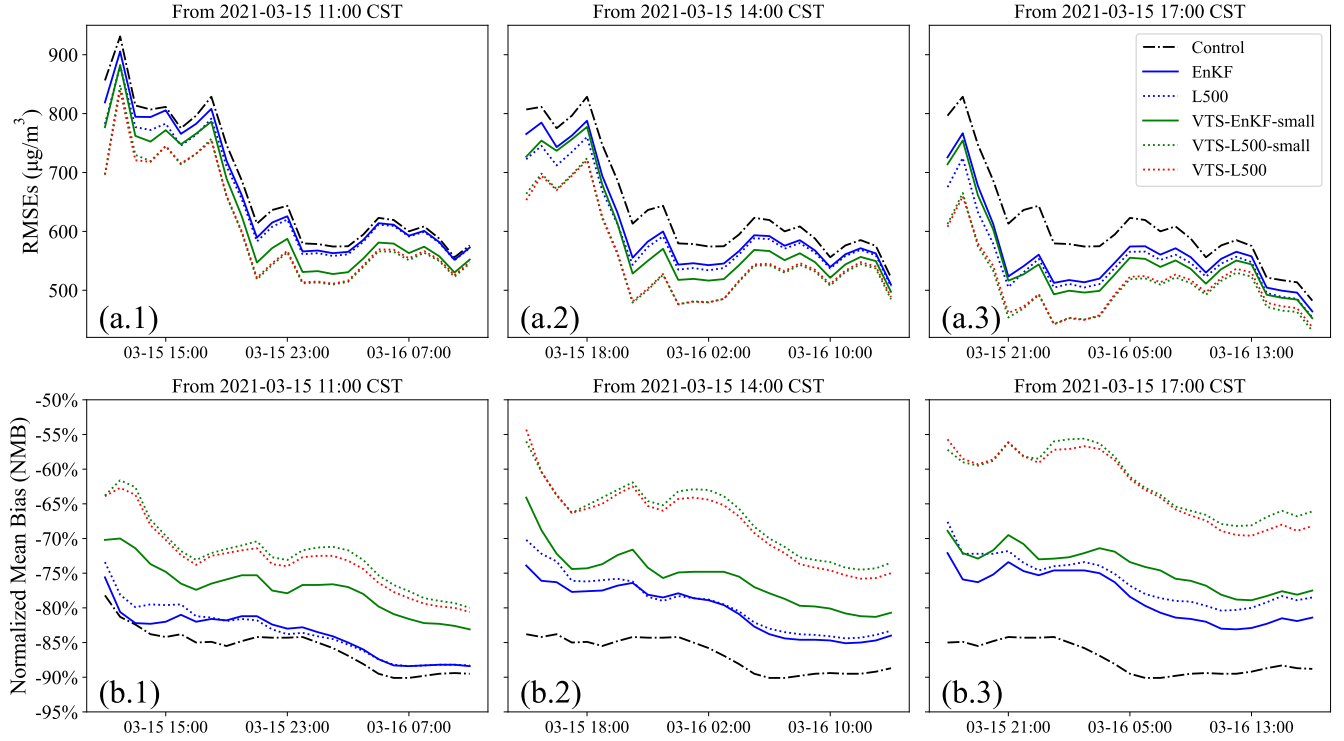 From 2021-03-15 11:00 CST
From 2021-03-15 14:00 CST
From 2021-03-15 17:00 CST
RMSEs (μg/m³)
900
800
700
600
500
Control
EnKF
L500
VTS-EnKF-small
VTS-L500-small
VTS-L500
(a.1)
(a.2)
(a.3)
03-15 15:00
03-15 23:00
03-16 07:00
03-15 18:00
03-16 02:00
03-16 10:00
03-15 21:00
03-16 05:00
03-16 13:00
From 2021-03-15 11:00 CST
From 2021-03-15 14:00 CST
From 2021-03-15 17:00 CST
Normalized Mean Bias (NMB)
-50%
-55%
-60%
-65%
-70%
-75%
-80%
-85%
-90%
-95%
(b.1)
(b.2)
(b.3)
03-15 15:00
03-15 23:00
03-16 07:00
03-15 18:00
03-16 02:00
03-16 10:00
03-15 21:00
03-16 05:00
03-16 13:00